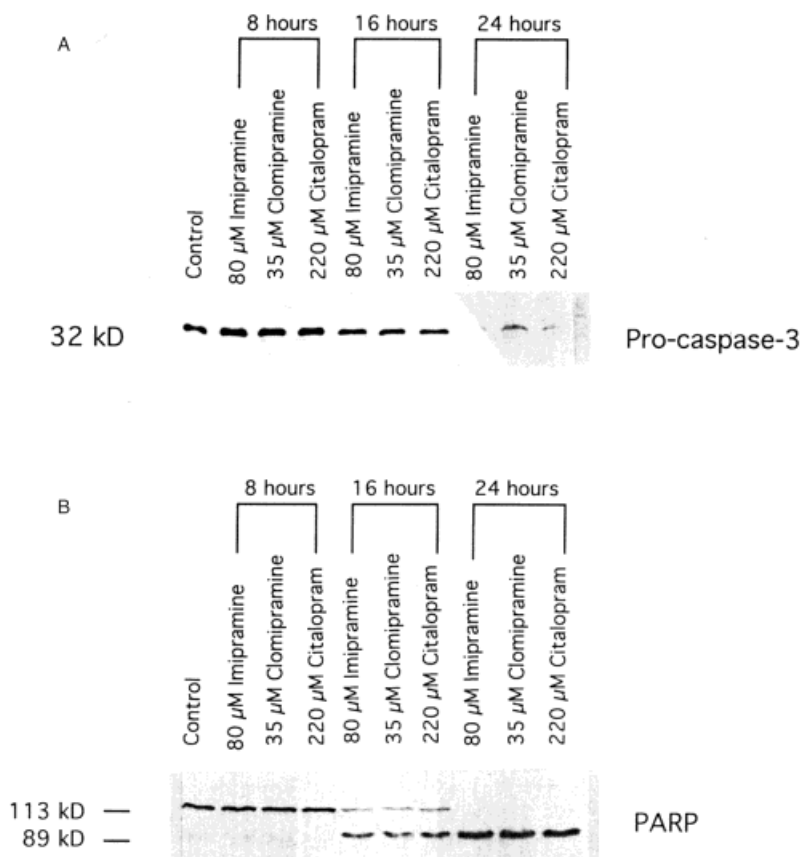 A
8 hours
16 hours
24 hours
Control
80 µM Imipramine
35 µM Clomipramine
220 µM Citalopram
80 µM Imipramine
35 µM Clomipramine
220 µM Citalopram
80 µM Imipramine
35 µM Clomipramine
220 µM Citalopram
32 kD
Pro-caspase-3
B
8 hours
16 hours
24 hours
Control
80 µM Imipramine
35 µM Clomipramine
220 µM Citalopram
80 µM Imipramine
35 µM Clomipramine
220 µM Citalopram
80 µM Imipramine
35 µM Clomipramine
220 µM Citalopram
113 kD —
89 kD —
PARP